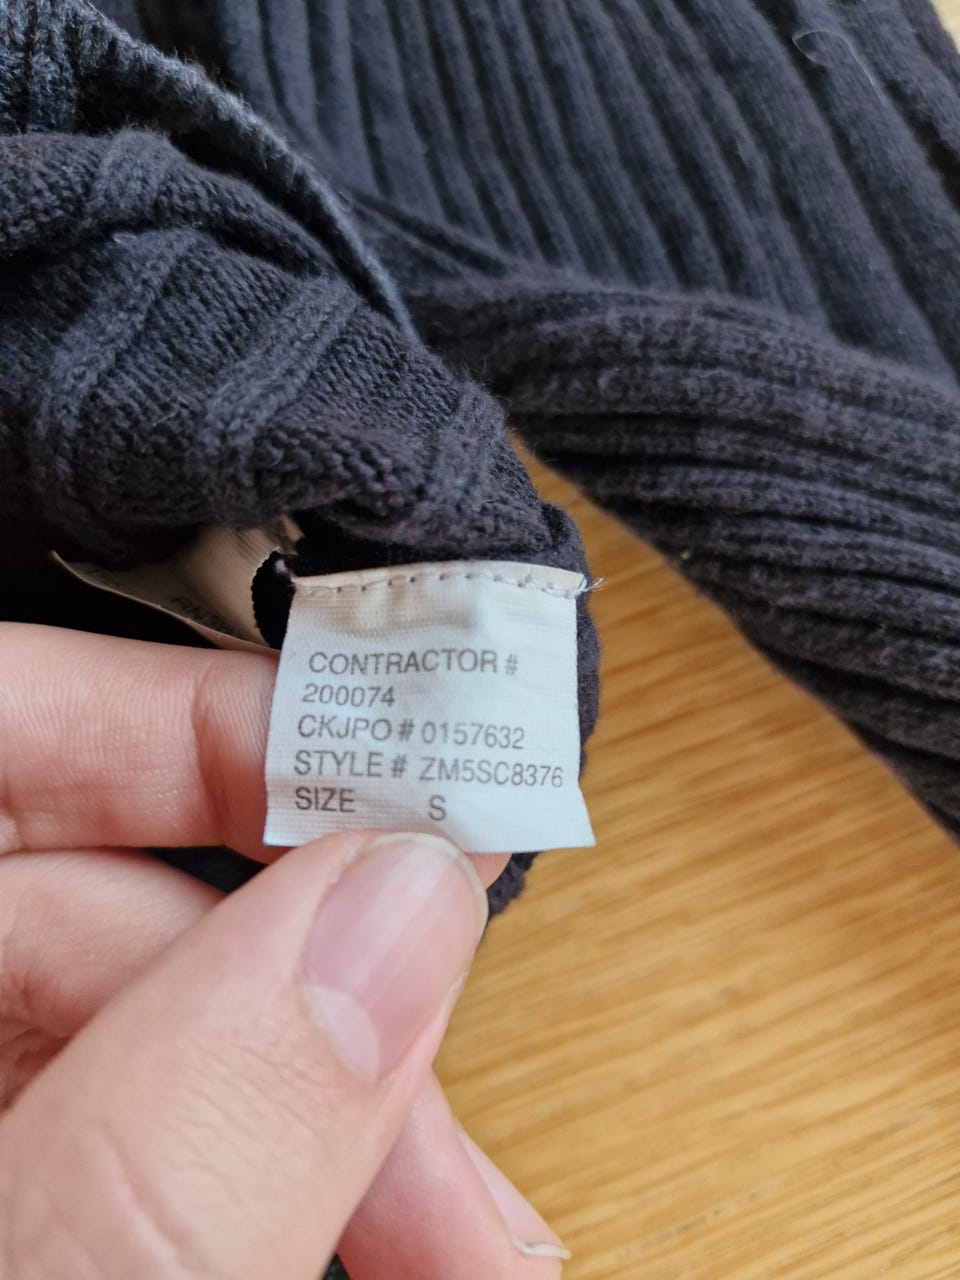 CONTRACTOR #
200074
CKJPO # 0157632
STYLE # ZM5SC8376
SIZE S